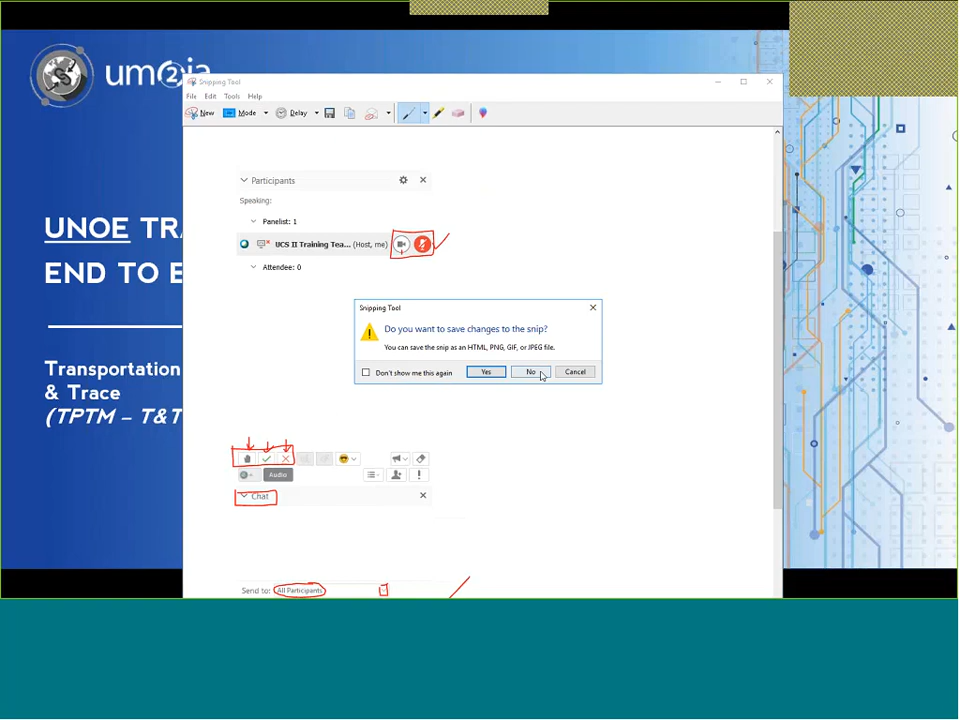 umoja
Snipping Tool
File Edit Tools Help
New Mode Delay
UNOE TRA
END TO E
Transportation
& Trace
(TPTM – T&T
Participants
Speaking:
Panelist: 1
UCS II Training Tea... (Host, me)
Attendee: 0
Snipping Tool
Do you want to save changes to the snip?
You can save the snip as an HTML, PNG, GIF, or JPEG file.
Don't show me this again Yes No Cancel
Audio
Chat
Send to: All Participants